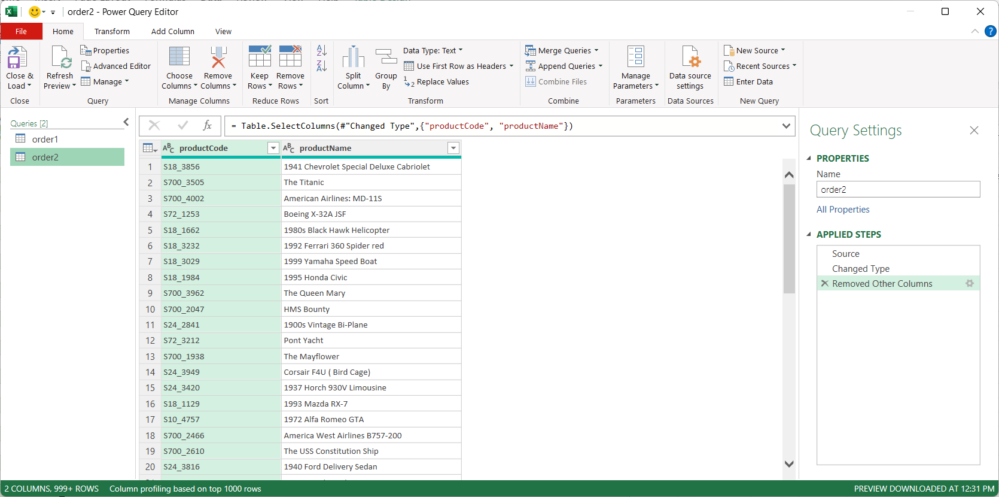 order2 - Power Query Editor
File Home Transform Add Column View
Close & Load
Close
Refresh Preview
Properties
Advanced Editor
Manage
Query
Choose Columns
Remove Columns
Manage Columns
Keep Rows
Remove Rows
Reduce Rows
Sort
Split Column
Group By
Data Type: Text
Use First Row as Headers
Replace Values
Transform
Merge Queries
Append Queries
Combine Files
Combine
Manage Parameters
Parameters
Data source settings
Data Sources
New Source
Recent Sources
Enter Data
New Query
Queries [2]
order1
order2
fx
= Table.SelectColumns(#"Changed Type",{"productCode", "productName"})
ABC productCode ABC productName
1 S18_3856 1941 Chevrolet Special Deluxe Cabriolet
2 S700_3505 The Titanic
3 S700_4002 American Airlines: MD-11S
4 S72_1253 Boeing X-32A JSF
5 S18_1662 1980s Black Hawk Helicopter
6 S18_3232 1992 Ferrari 360 Spider red
7 S18_3029 1999 Yamaha Speed Boat
8 S18_1984 1995 Honda Civic
9 S700_3962 The Queen Mary
10 S700_2047 HMS Bounty
11 S24_2841 1900s Vintage Bi-Plane
12 S72_3212 Pont Yacht
13 S700_1938 The Mayflower
14 S24_3949 Corsair F4U ( Bird Cage)
15 S24_3420 1937 Horch 930V Limousine
16 S18_1129 1993 Mazda RX-7
17 S10_4757 1972 Alfa Romeo GTA
18 S700_2466 America West Airlines B757-200
19 S700_2610 The USS Constitution Ship
20 S24_3816 1940 Ford Delivery Sedan
Query Settings
PROPERTIES
Name
order2
All Properties
APPLIED STEPS
Source
Changed Type
Removed Other Columns
2 COLUMNS, 999+ ROWS Column profiling based on top 1000 rows
PREVIEW DOWNLOADED AT 12:31 PM